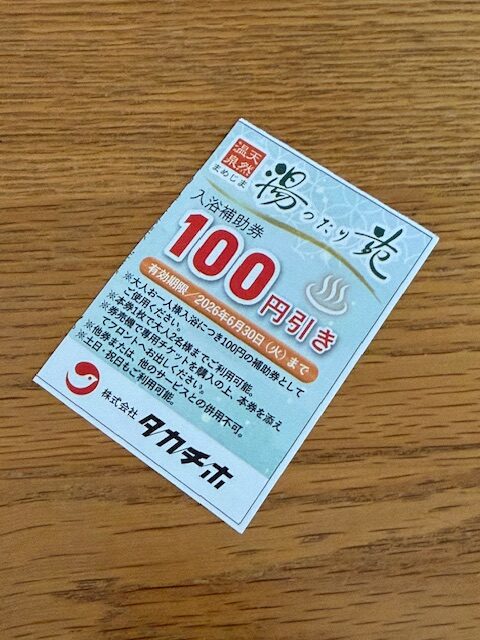 天然温泉
まめじま
湯ったり苑
入浴補助券
100円引き
有効期限／2026年6月30日（火）まで
※大人お一人様入浴につき100円の補助券として
ご使用ください。
※本券1枚で大人2名様までご利用可能。
※券売機で専用チケットを購入の上、本券を添え
てフロントへお出しください。
※他券または、他のサービスとの併用不可。
※土日・祝日もご利用可能。
株式会社 タカチホ